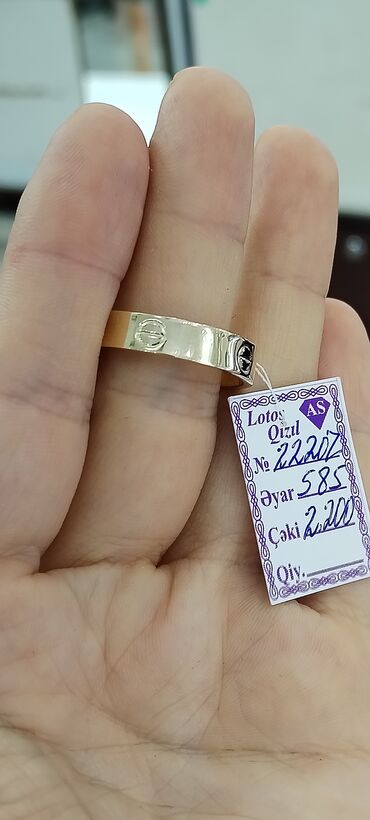 Lotos AS
Qızıl
№ 22207
Əyar 585
Çəki 2.200
Qiy.